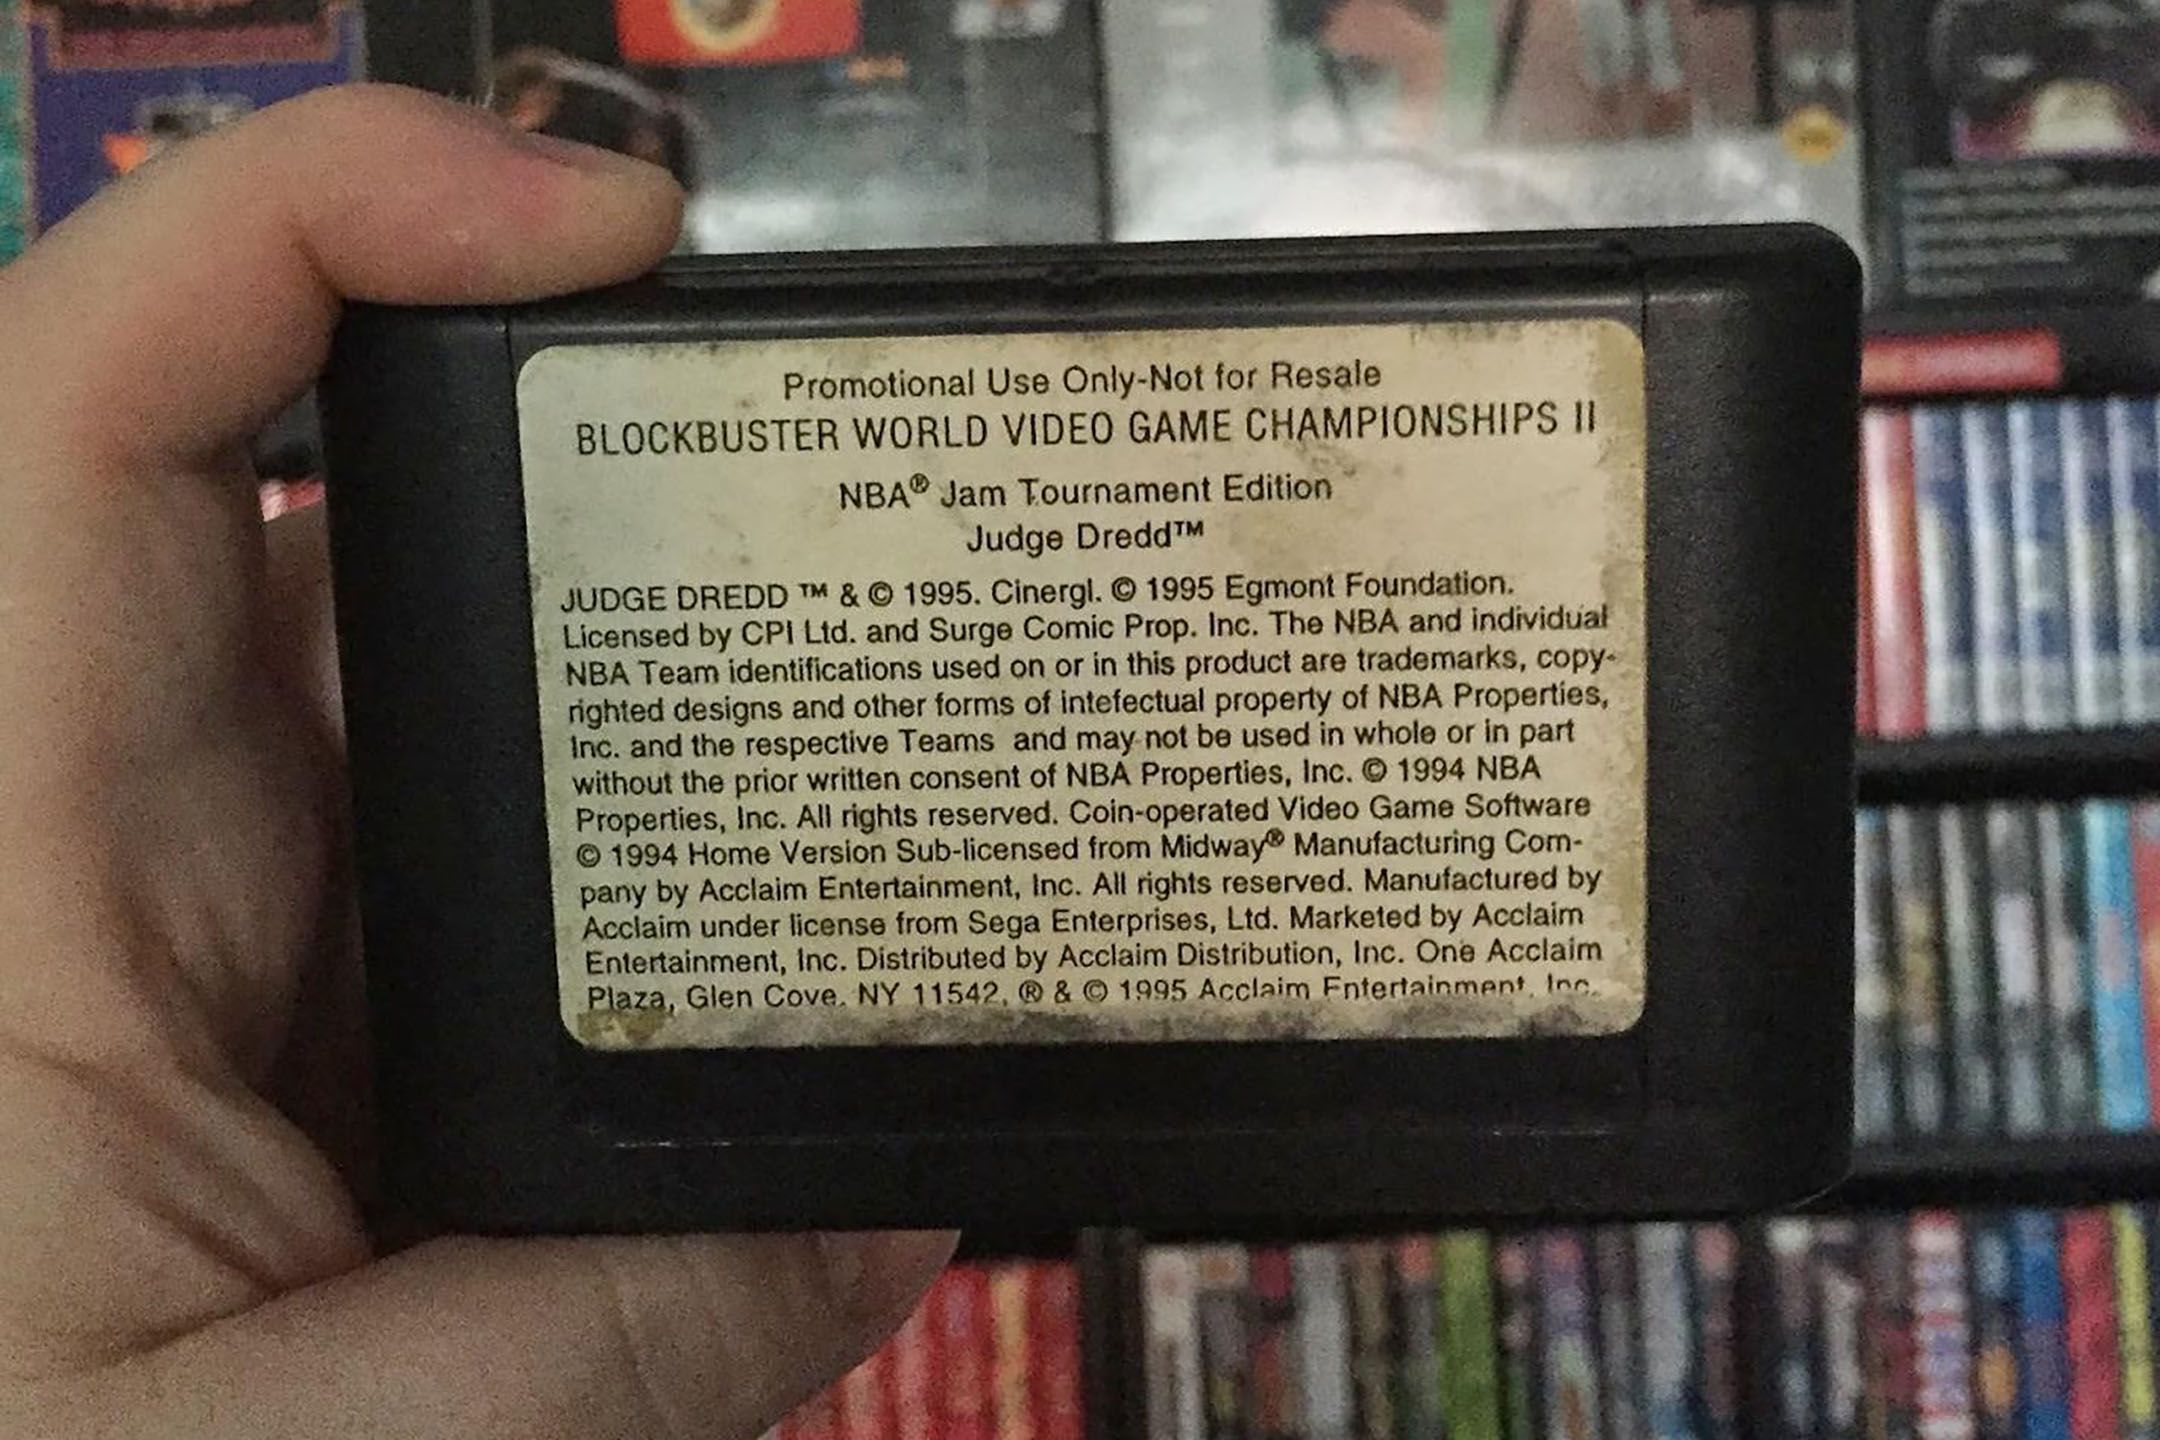 Promotional Use Only-Not for Resale
BLOCKBUSTER WORLD VIDEO GAME CHAMPIONSHIPS II
NBA® Jam Tournament Edition
Judge Dredd™
JUDGE DREDD ™ & © 1995. Cinergl. © 1995 Egmont Foundation.
Licensed by CPI Ltd. and Surge Comic Prop. Inc. The NBA and individual
NBA Team identifications used on or in this product are trademarks, copy-
righted designs and other forms of intefectual property of NBA Properties,
Inc. and the respective Teams and may not be used in whole or in part
without the prior written consent of NBA Properties, Inc. © 1994 NBA
Properties, Inc. All rights reserved. Coin-operated Video Game Software
© 1994 Home Version Sub-licensed from Midway® Manufacturing Com-
pany by Acclaim Entertainment, Inc. All rights reserved. Manufactured by
Acclaim under license from Sega Enterprises, Ltd. Marketed by Acclaim
Entertainment, Inc. Distributed by Acclaim Distribution, Inc. One Acclaim
Plaza, Glen Cove, NY 11542, ® & © 1995 Acclaim Entertainment, Inc.